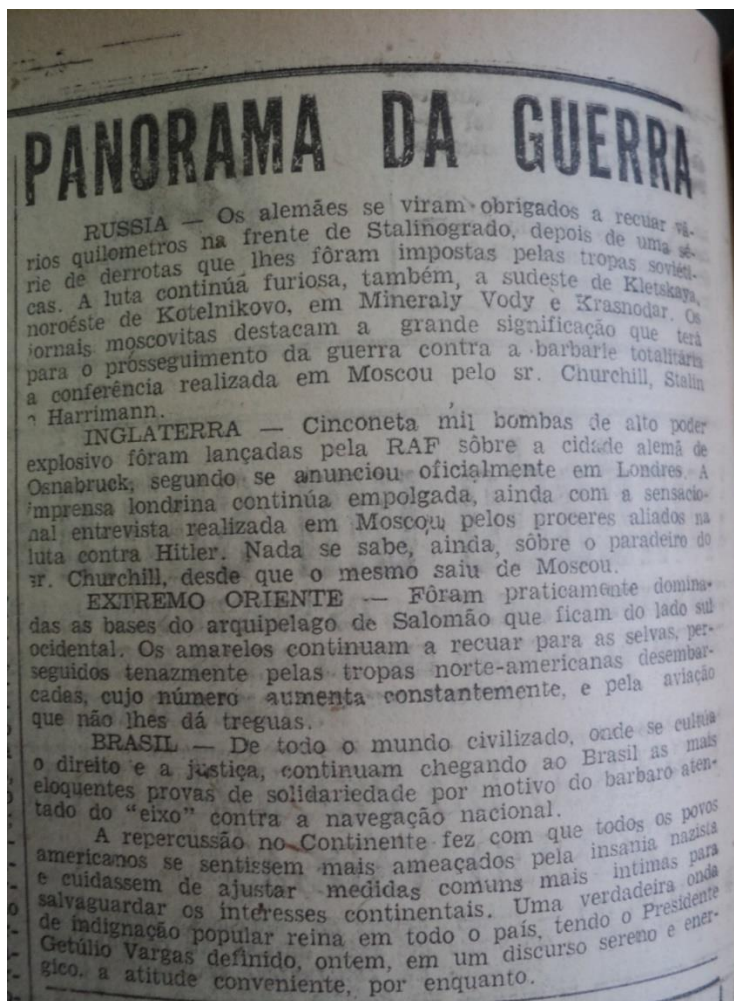 PANORAMA DA GUERRA
RUSSIA — Os alemães se viram obrigados a recuar vá-
rios quilometros na frente de Stalinogrado, depois de uma sé-
rie de derrotas que lhes fôram impostas pelas tropas soviéti-
cas. A luta continúa furiosa, também, a sudeste de Kletskaya,
noroéste de Kotelnikovo, em Mineraly Vody e Krasnodar. Os
jornais moscovitas destacam a grande significação que terá
para o prosseguimento da guerra contra a barbarie totalitária
a conferência realizada em Moscou pelo sr. Churchill, Stalin
e Harrimann.
INGLATERRA — Cinconeta mil bombas de alto poder
explosivo fôram lançadas pela RAF sôbre a cidade alemã de
Osnabruck, segundo se anunciou oficialmente em Londres. A
imprensa londrina continúa empolgada, ainda com a sensacio-
nal entrevista realizada em Moscou pelos proceres aliados na
luta contra Hitler. Nada se sabe, ainda, sôbre o paradeiro do
sr. Churchill, desde que o mesmo saiu de Moscou.
EXTREMO ORIENTE — Fôram praticamente domina-
das as bases do arquipelago de Salomão que ficam do lado sul
ocidental. Os amarelos continuam a recuar para as selvas, per-
seguidos tenazmente pelas tropas norte-americanas desembar-
cadas, cujo número aumenta constantemente, e pela aviação
que não lhes dá treguas.
BRASIL — De todo o mundo civilizado, onde se cultúa
o direito e a justiça, continuam chegando ao Brasil as mais
eloquentes provas de solidariedade por motivo do barbaro aten-
tado do "eixo" contra a navegação nacional.
A repercussão no Continente fez com que todos os povos
americanos se sentissem mais ameaçados pela insania nazista
e cuidassem de ajustar medidas comuns mais intimas para
salvaguardar os interesses continentais. Uma verdadeira onda
de indignação popular reina em todo o país, tendo o Presidente
Getúlio Vargas definido, ontem, em um discurso sereno e ener-
gico, a atitude conveniente, por enquanto.